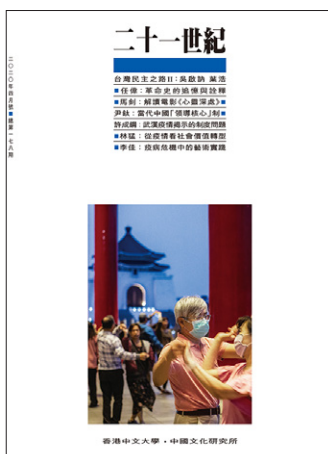 二十一世紀
台灣民主之路II：吳啟訥 葉浩
■任偉：革命史的追憶與詮釋
■馬釗：解讀電影《心靈深處》
尹鈦：當代中國「領導核心」制
許成鋼：武漢疫情揭示的制度問題
■林猛：從疫情看社會價值轉型
■李佳：疫病危機中的藝術實踐
二〇二〇年四月號■總第一七八期
香港中文大學・中國文化研究所